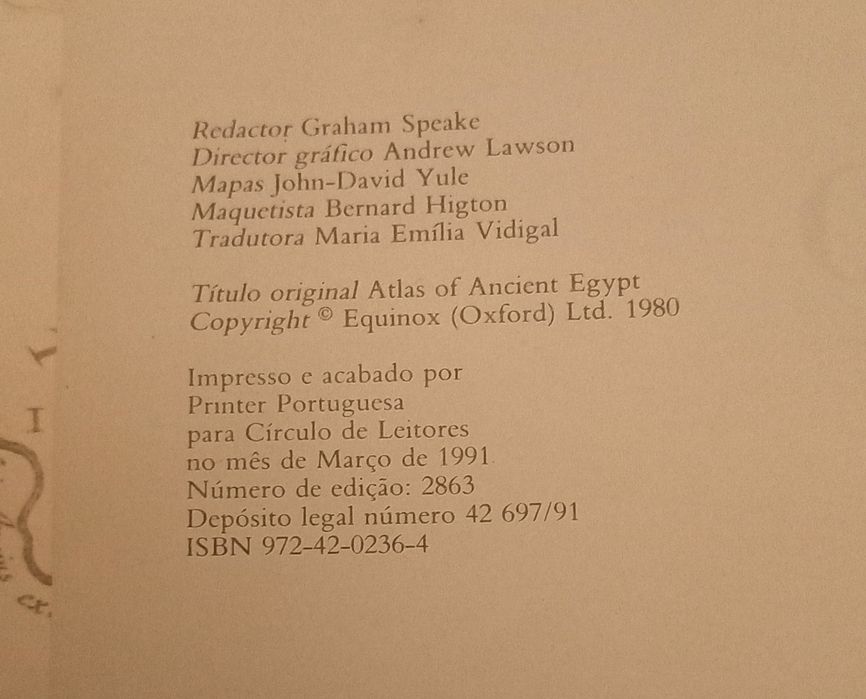 Redactor Graham Speake
Director gráfico Andrew Lawson
Mapas John-David Yule
Maquetista Bernard Higton
Tradutora Maria Emília Vidigal
Título original Atlas of Ancient Egypt
Copyright © Equinox (Oxford) Ltd. 1980
Impresso e acabado por
Printer Portuguesa
para Círculo de Leitores
no mês de Março de 1991.
Número de edição: 2863
Depósito legal número 42 697/91
ISBN 972-42-0236-4
I
ex.